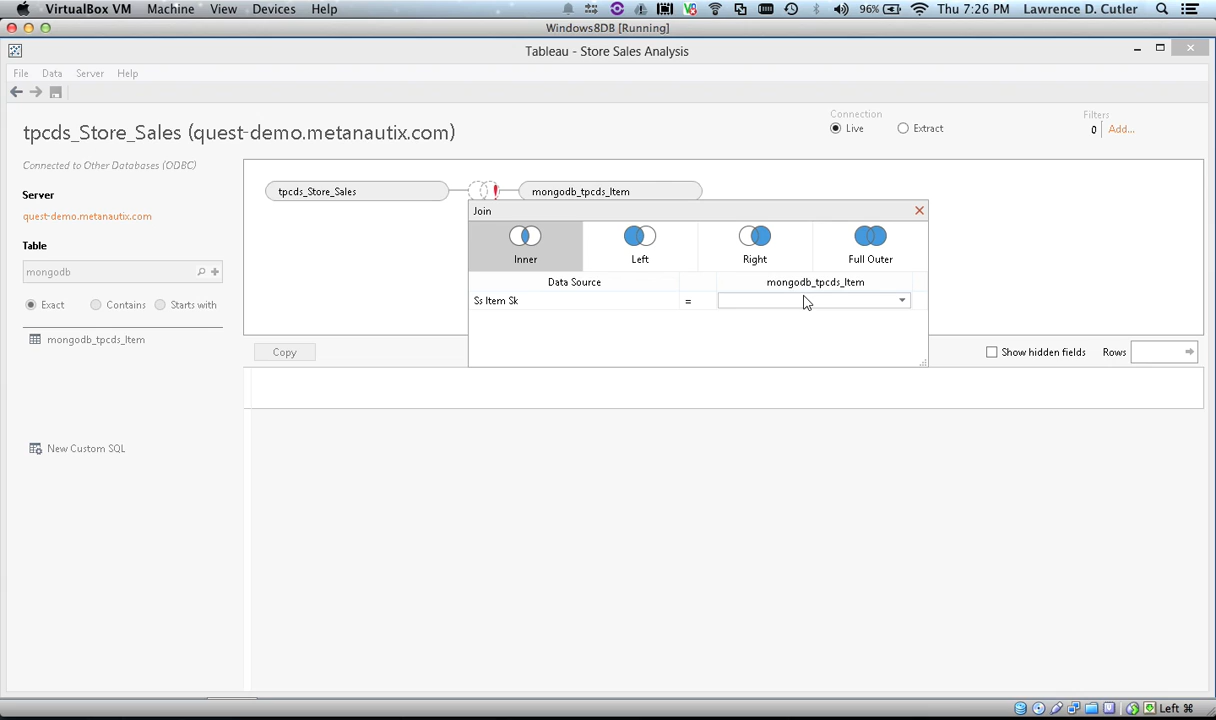 VirtualBox VM Machine View Devices Help 96% Thu 7:26 PM Lawrence D. Cutler
Windows8DB [Running]
Tableau - Store Sales Analysis
File Data Server Help
tpcds_Store_Sales (quest-demo.metanautix.com)
Connection
Live Extract
Filters
0 Add...
Connected to Other Databases (ODBC)
Server
quest-demo.metanautix.com
Table
mongodb
Exact Contains Starts with
mongodb_tpcds_Item
New Custom SQL
tpcds_Store_Sales mongodb_tpcds_Item
Join
Inner Left Right Full Outer
Data Source mongodb_tpcds_Item
Ss Item Sk =
Copy Show hidden fields Rows
Left ⌘